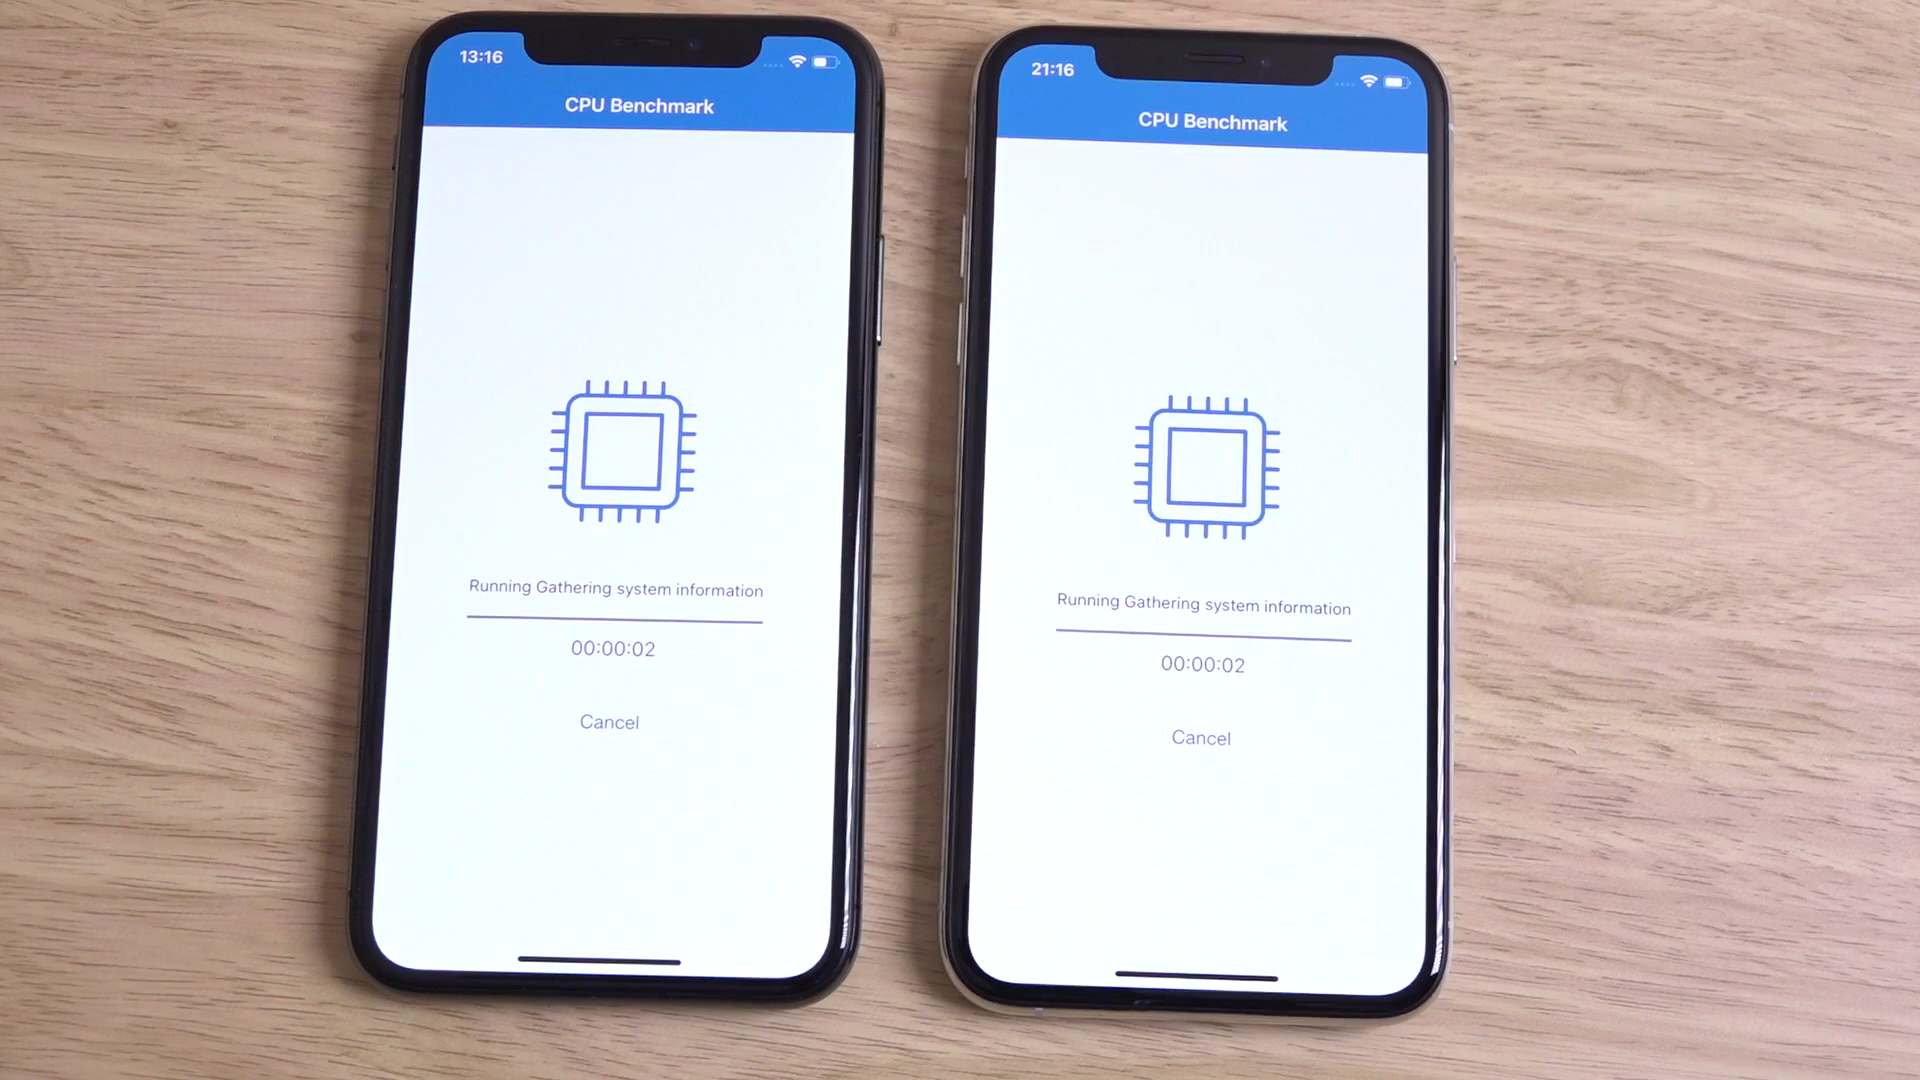 13:16
CPU Benchmark
Running Gathering system information
00:00:02
Cancel
21:16
CPU Benchmark
Running Gathering system information
00:00:02
Cancel